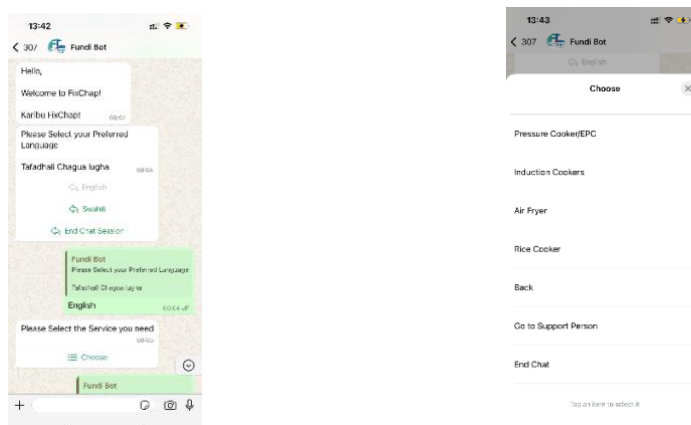 13:42
307 Fundi Bot
Hello,
Welcome to FixChap!
Karibu FixChap!
Please Select your Preferred
Language
Tafadhali Chagua lugha
English
Swahili
End Chat Session
Fundi Bot
Please Select your Preferred Language
Tafadhali Chagua lugha
English
Please Select the Service you need
Choose
Fundi Bot
13:43
307 Fundi Bot
English
Choose
Pressure Cooker/EPC
Induction Cookers
Air Fryer
Rice Cooker
Back
Go to Support Person
End Chat
Tap an item to select it